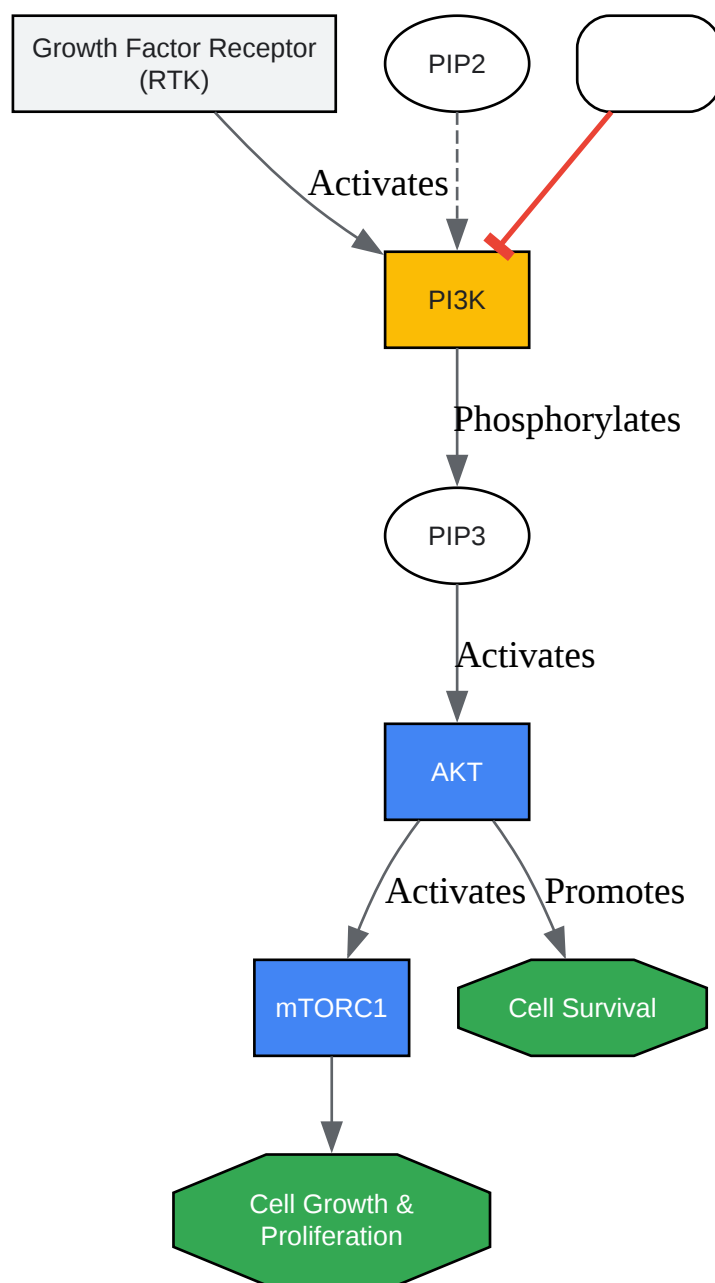 Growth Factor Receptor
(RTK)
PIP2
Activates
PI3K
Phosphorylates
PIP3
Activates
AKT
Activates
Promotes
mTORC1
Cell Survival
Cell Growth &
Proliferation